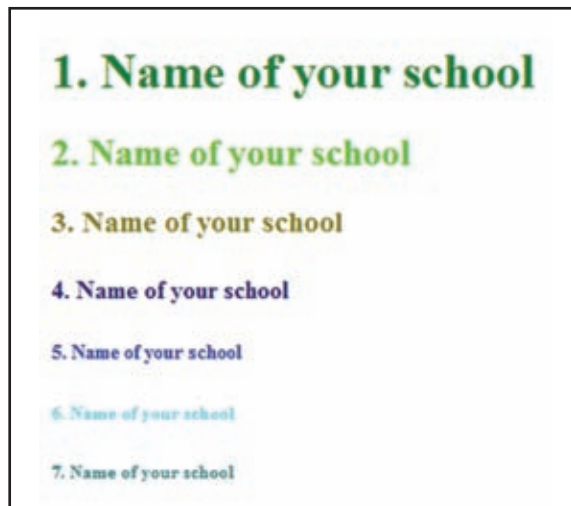 1. Name of your school
2. Name of your school
3. Name of your school
4. Name of your school
5. Name of your school
6. Name of your school
7. Name of your school